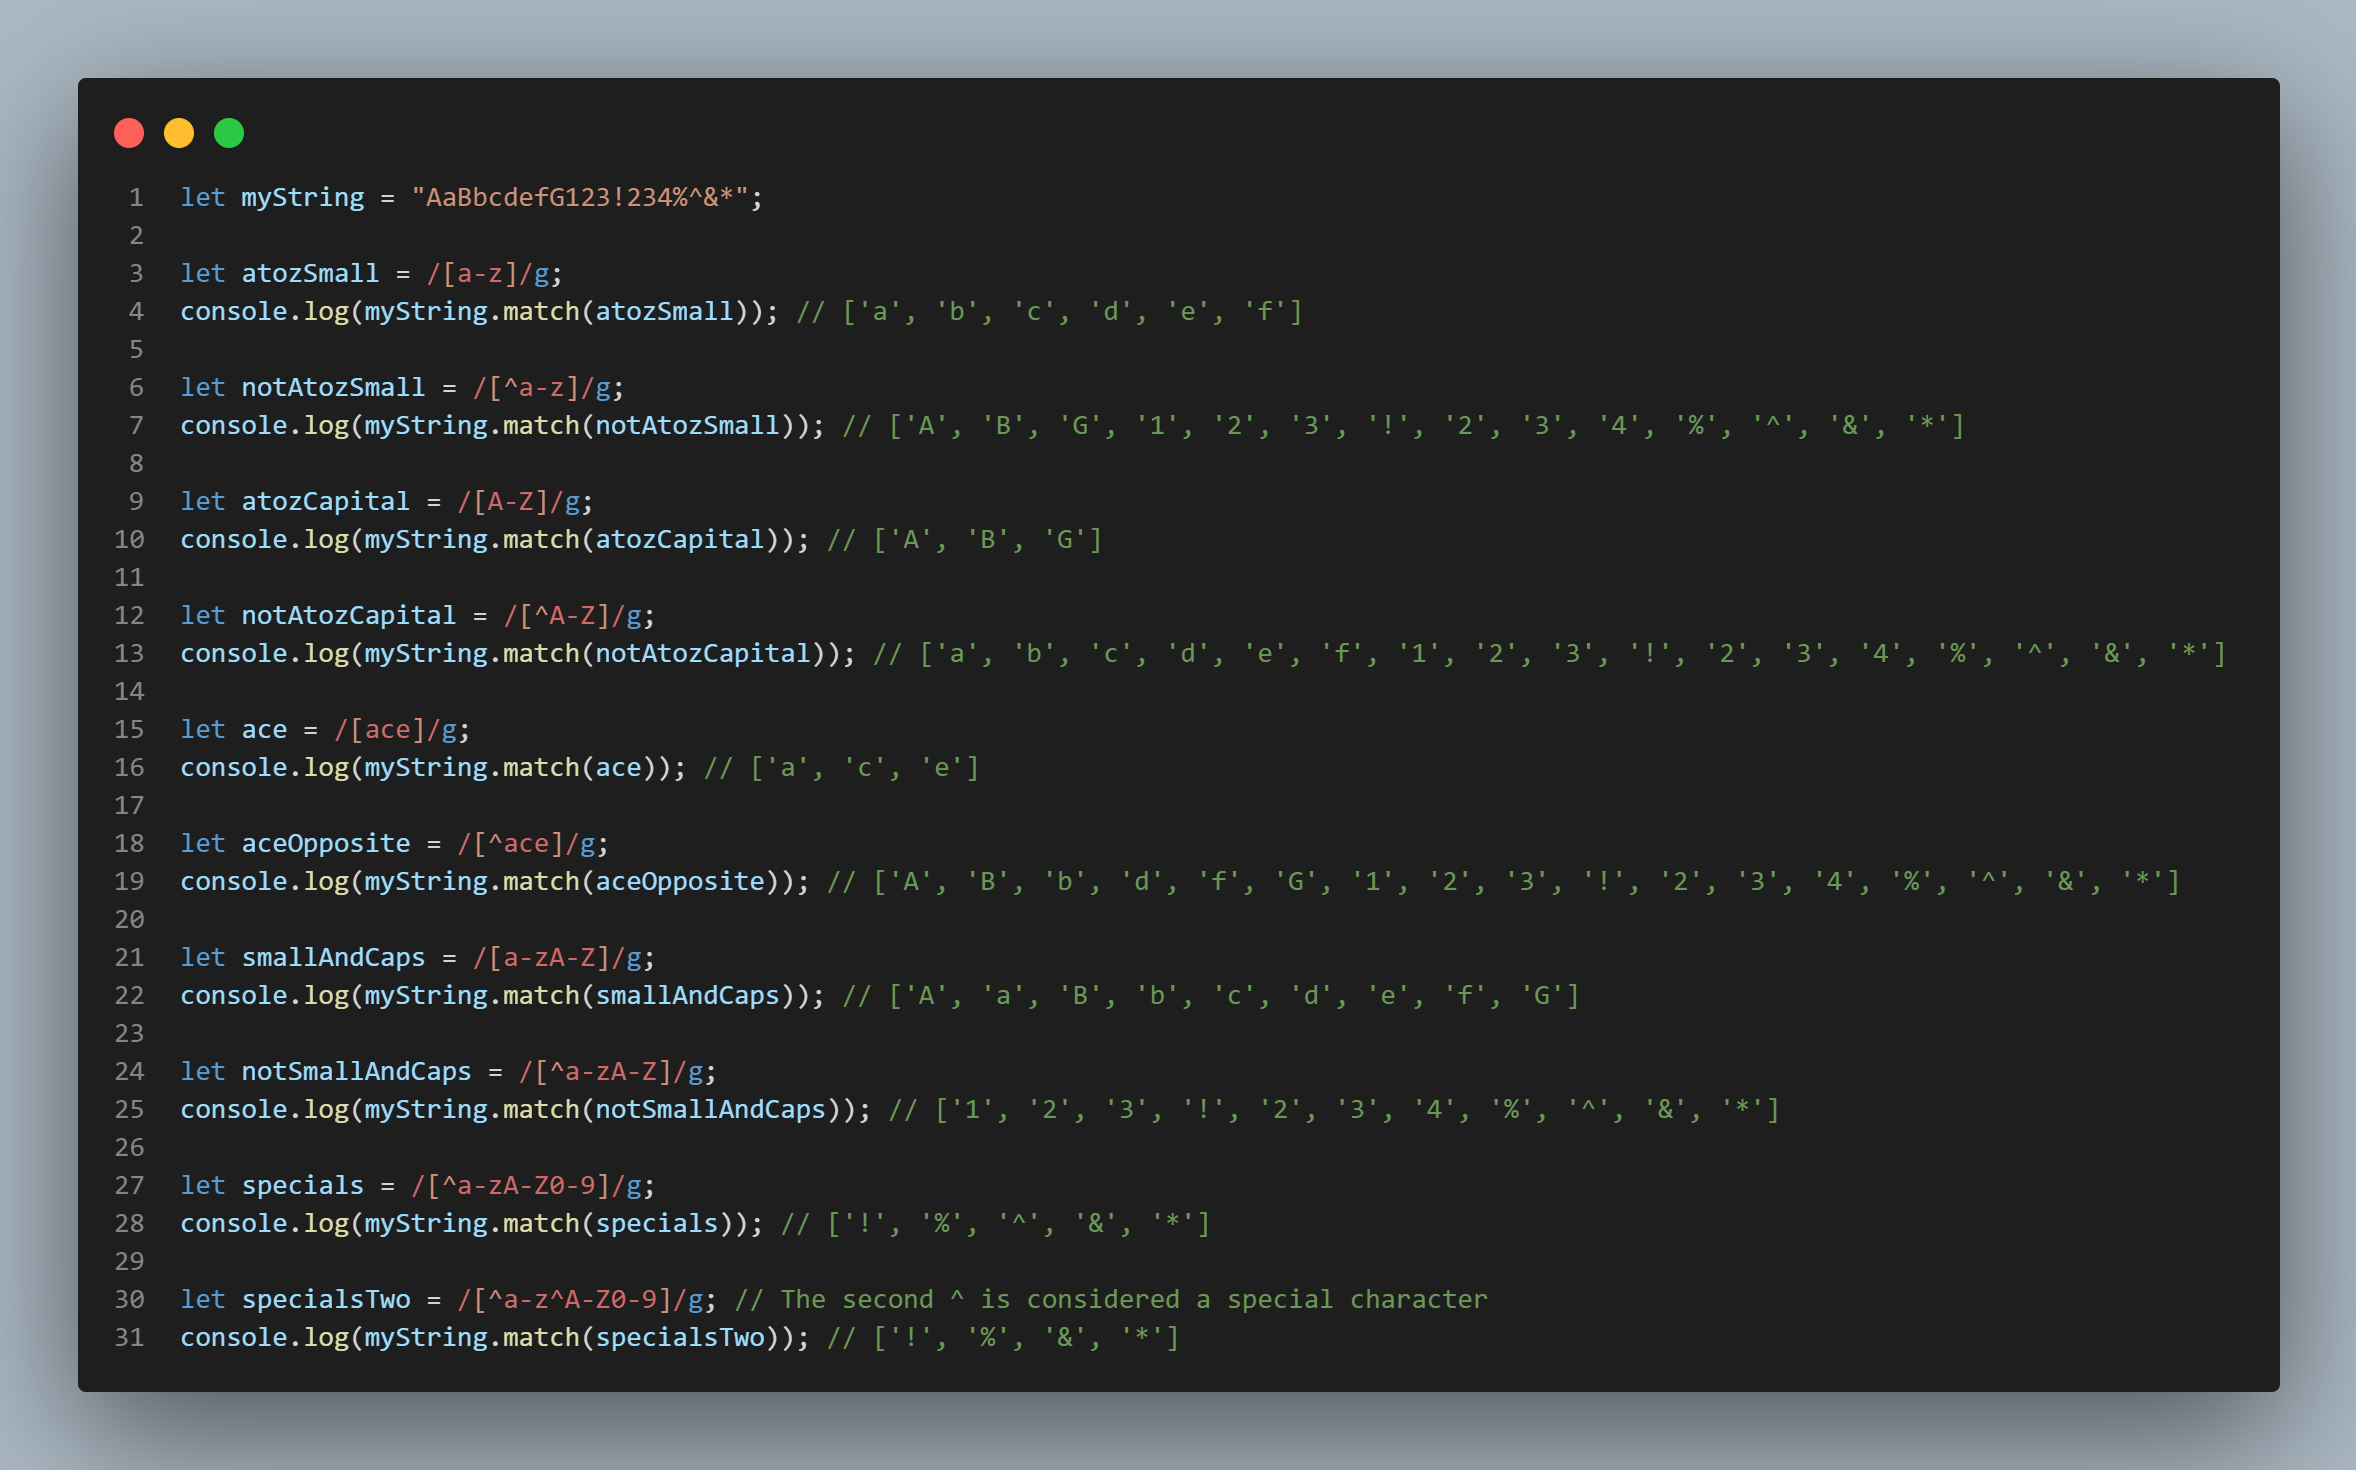 1 let myString = "AaBbcdefG123!234%^&*";
2
3 let atozSmall = /[a-z]/g;
4 console.log(myString.match(atozSmall)); // ['a', 'b', 'c', 'd', 'e', 'f']
5
6 let notAtozSmall = /[^a-z]/g;
7 console.log(myString.match(notAtozSmall)); // ['A', 'B', 'G', '1', '2', '3', '!', '2', '3', '4', '%', '^', '&', '*']
8
9 let atozCapital = /[A-Z]/g;
10 console.log(myString.match(atozCapital)); // ['A', 'B', 'G']
11
12 let notAtozCapital = /[^A-Z]/g;
13 console.log(myString.match(notAtozCapital)); // ['a', 'b', 'c', 'd', 'e', 'f', '1', '2', '3', '!', '2', '3', '4', '%', '^', '&', '*']
14
15 let ace = /[ace]/g;
16 console.log(myString.match(ace)); // ['a', 'c', 'e']
17
18 let aceOpposite = /[^ace]/g;
19 console.log(myString.match(aceOpposite)); // ['A', 'B', 'b', 'd', 'f', 'G', '1', '2', '3', '!', '2', '3', '4', '%', '^', '&', '*']
20
21 let smallAndCaps = /[a-zA-Z]/g;
22 console.log(myString.match(smallAndCaps)); // ['A', 'a', 'B', 'b', 'c', 'd', 'e', 'f', 'G']
23
24 let notSmallAndCaps = /[^a-zA-Z]/g;
25 console.log(myString.match(notSmallAndCaps)); // ['1', '2', '3', '!', '2', '3', '4', '%', '^', '&', '*']
26
27 let specials = /[^a-zA-Z0-9]/g;
28 console.log(myString.match(specials)); // ['!', '%', '^', '&', '*']
29
30 let specialsTwo = /[^a-z^A-Z0-9]/g; // The second ^ is considered a special character
31 console.log(myString.match(specialsTwo)); // ['!', '%', '&', '*']